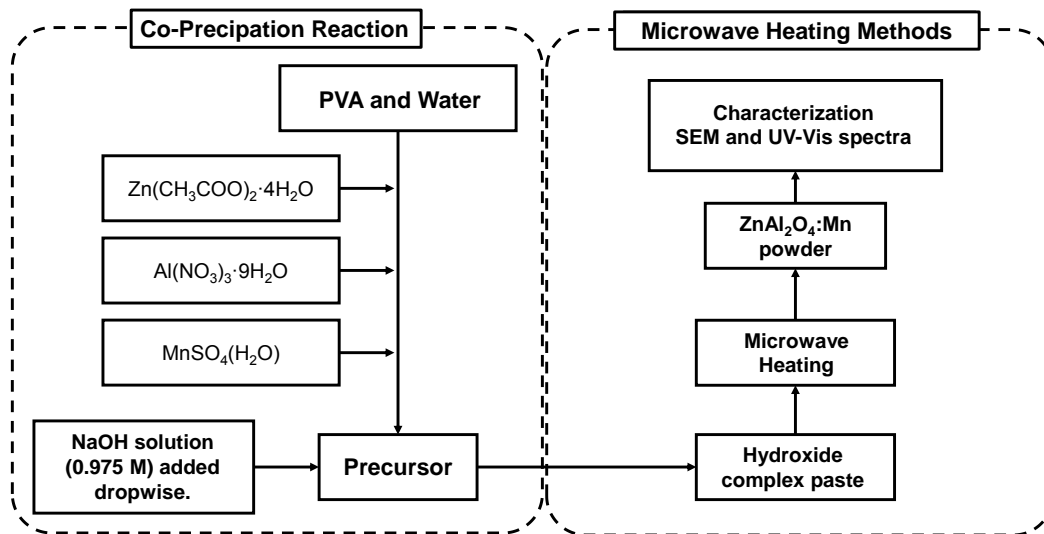 Co-Precipation Reaction
PVA and Water
Zn(CH₃COO)₂·4H₂O
Al(NO₃)₃·9H₂O
MnSO₄(H₂O)
NaOH solution
(0.975 M) added
dropwise.
Precursor
Microwave Heating Methods
Characterization
SEM and UV-Vis spectra
ZnAl₂O₄:Mn
powder
Microwave
Heating
Hydroxide
complex paste